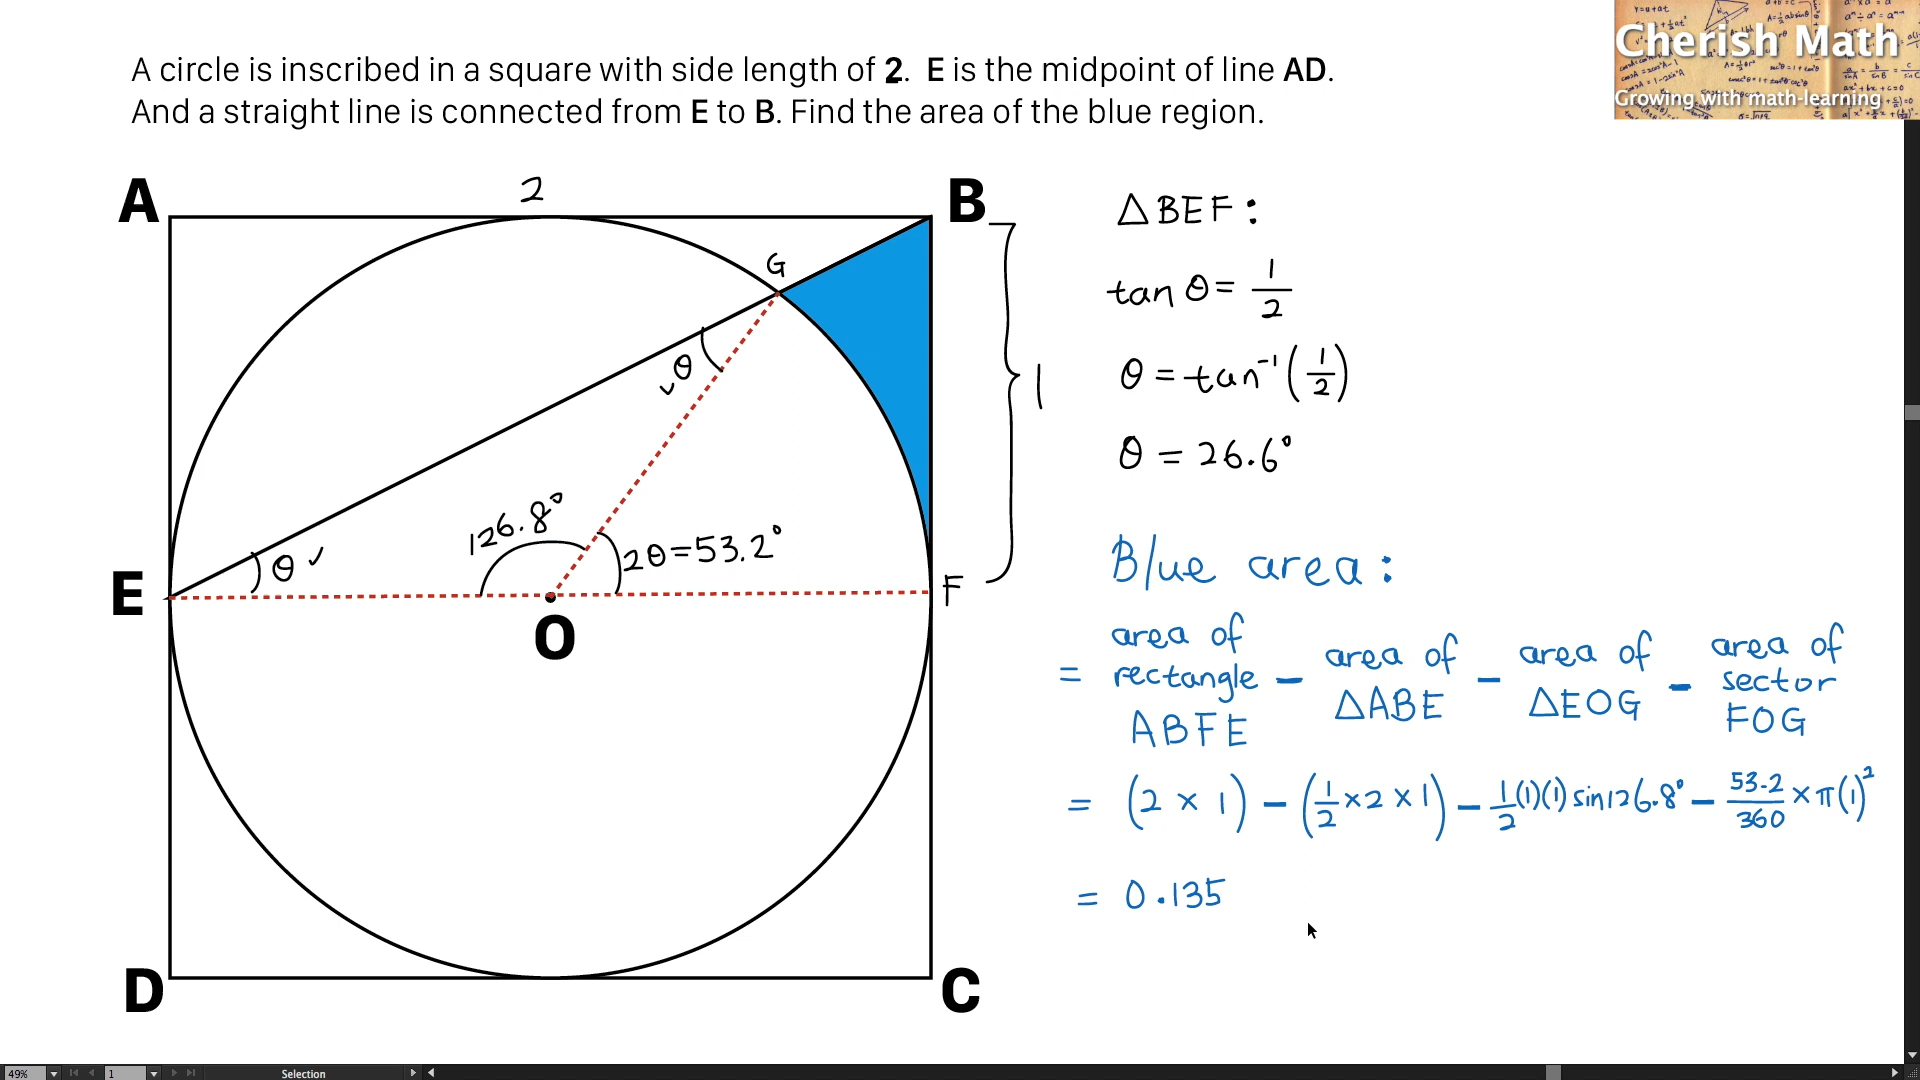 A circle is inscribed in a square with side length of 2. E is the midpoint of line AD.
And a straight line is connected from E to B. Find the area of the blue region.
Cherish Math
Growing with math-learning
A
2
B
G
θ
1
126.8°
θ ✓
2θ=53.2°
E
F
O
D
C
△BEF:
tan θ = 1/2
θ = tan⁻¹(1/2)
θ = 26.6°
Blue area:
= area of rectangle ABFE − area of △ABE − area of △EOG − area of sector FOG
= (2 × 1) − (1/2 × 2 × 1) − 1/2(1)(1) sin126.8° − 53.2/360 × π(1)²
= 0.135
49%
1
Selection